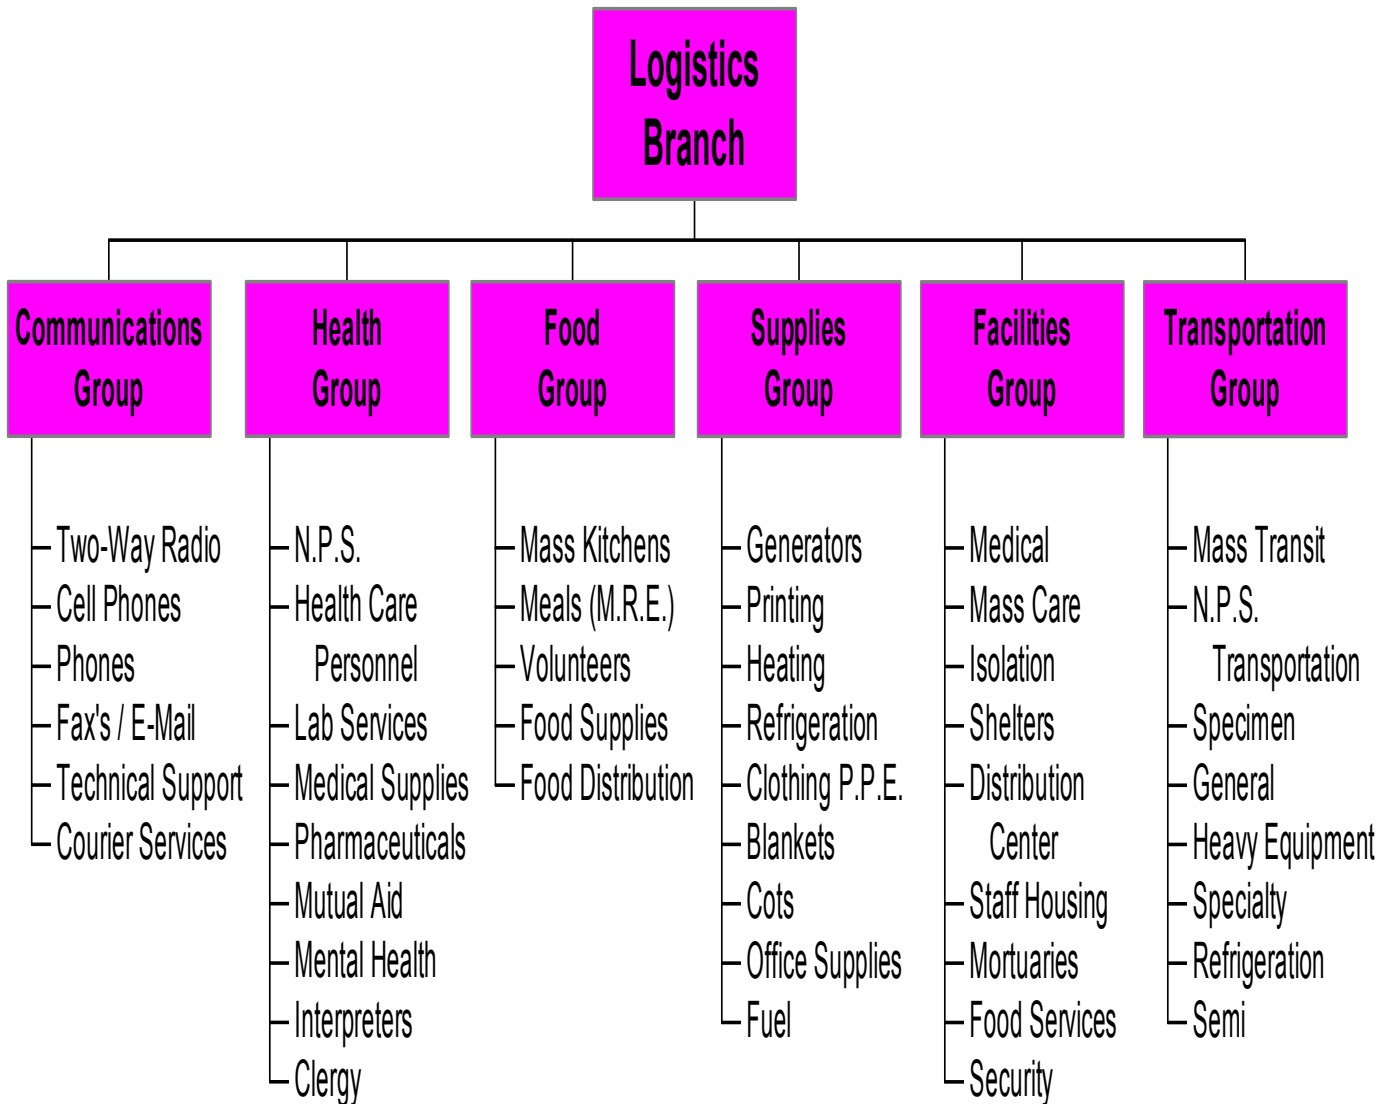 Logistics
Branch
Communications
Group
Health
Group
Food
Group
Supplies
Group
Facilities
Group
Transportation
Group
Two-Way Radio
Cell Phones
Phones
Fax's / E-Mail
Technical Support
Courier Services
N.P.S.
Health Care
Personnel
Lab Services
Medical Supplies
Pharmaceuticals
Mutual Aid
Mental Health
Interpreters
Clergy
Mass Kitchens
Meals (M.R.E.)
Volunteers
Food Supplies
Food Distribution
Generators
Printing
Heating
Refrigeration
Clothing P.P.E.
Blankets
Cots
Office Supplies
Fuel
Medical
Mass Care
Isolation
Shelters
Distribution
Center
Staff Housing
Mortuaries
Food Services
Security
Mass Transit
N.P.S.
Transportation
Specimen
General
Heavy Equipment
Specialty
Refrigeration
Semi